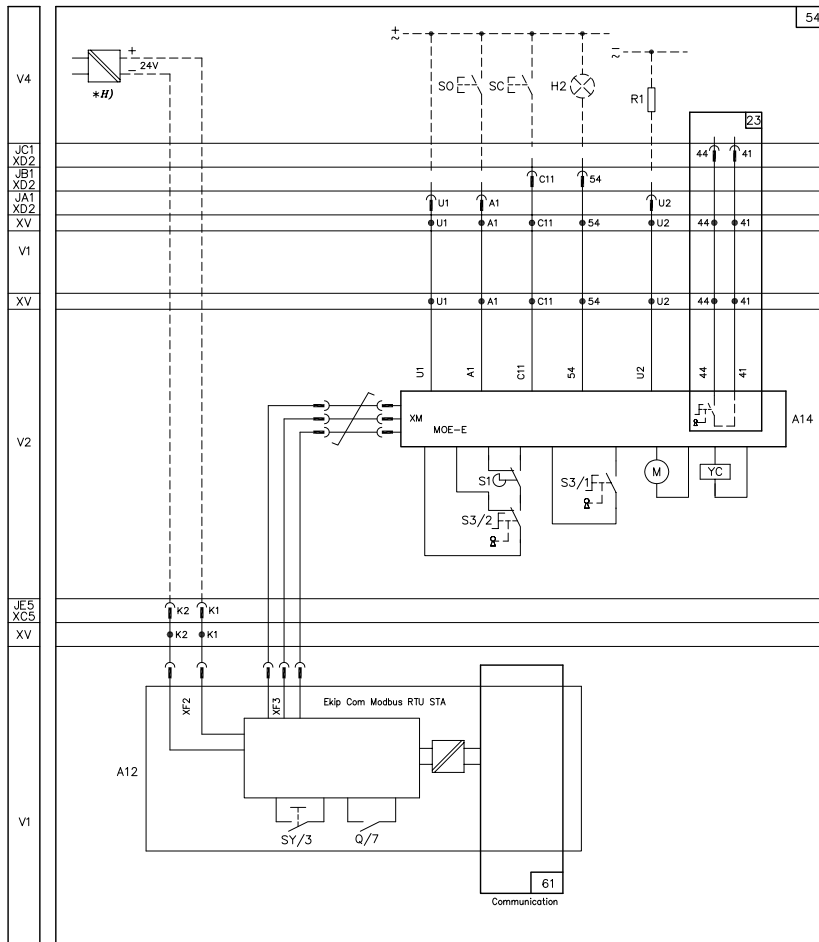 54
+
~
−
~
+
24V
−
*H)
V4
SO
SC
H2
R1
23
JC1
XD2
44
41
JB1
XD2
C11
54
JA1
XD2
U1
A1
U2
XV
U1
A1
C11
54
U2
44
41
V1
XV
U1
A1
C11
54
U2
44
41
U1
A1
C11
54
U2
44
41
XM
MOE-E
A14
V2
S1
S3/1
M
YC
S3/2
JE5
XC5
K2
K1
XV
K2
K1
XF2
XF3
Ekip Com Modbus RTU STA
A12
V1
SY/3
Q/7
61
Communication